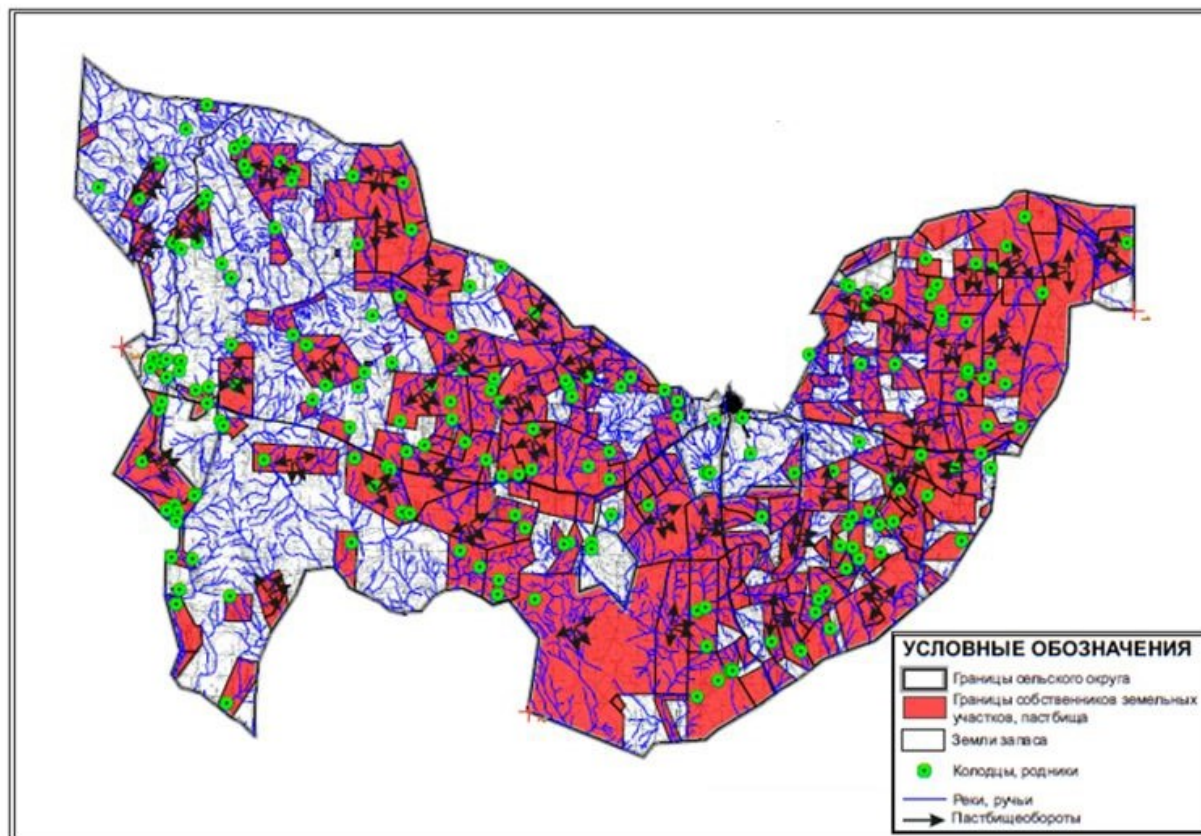 УСЛОВНЫЕ ОБОЗНАЧЕНИЯ
Границы сельского округа
Границы собственников земельных
участков, пастбища
Земли запаса
Колодцы, родники
Реки, ручьи
Пастбищеобороты